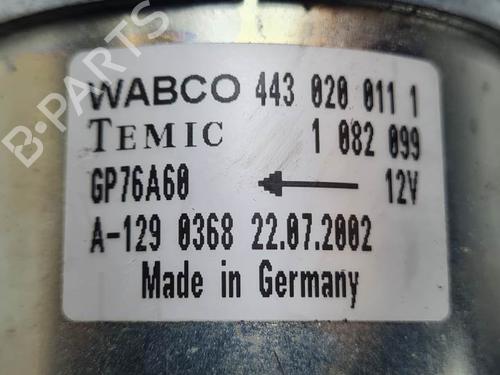 WABCO 443 020 011 1
TEMIC 1 082 099
GP76A60 12V
A-129 0368 22.07.2002
Made in Germany
B-PARTS